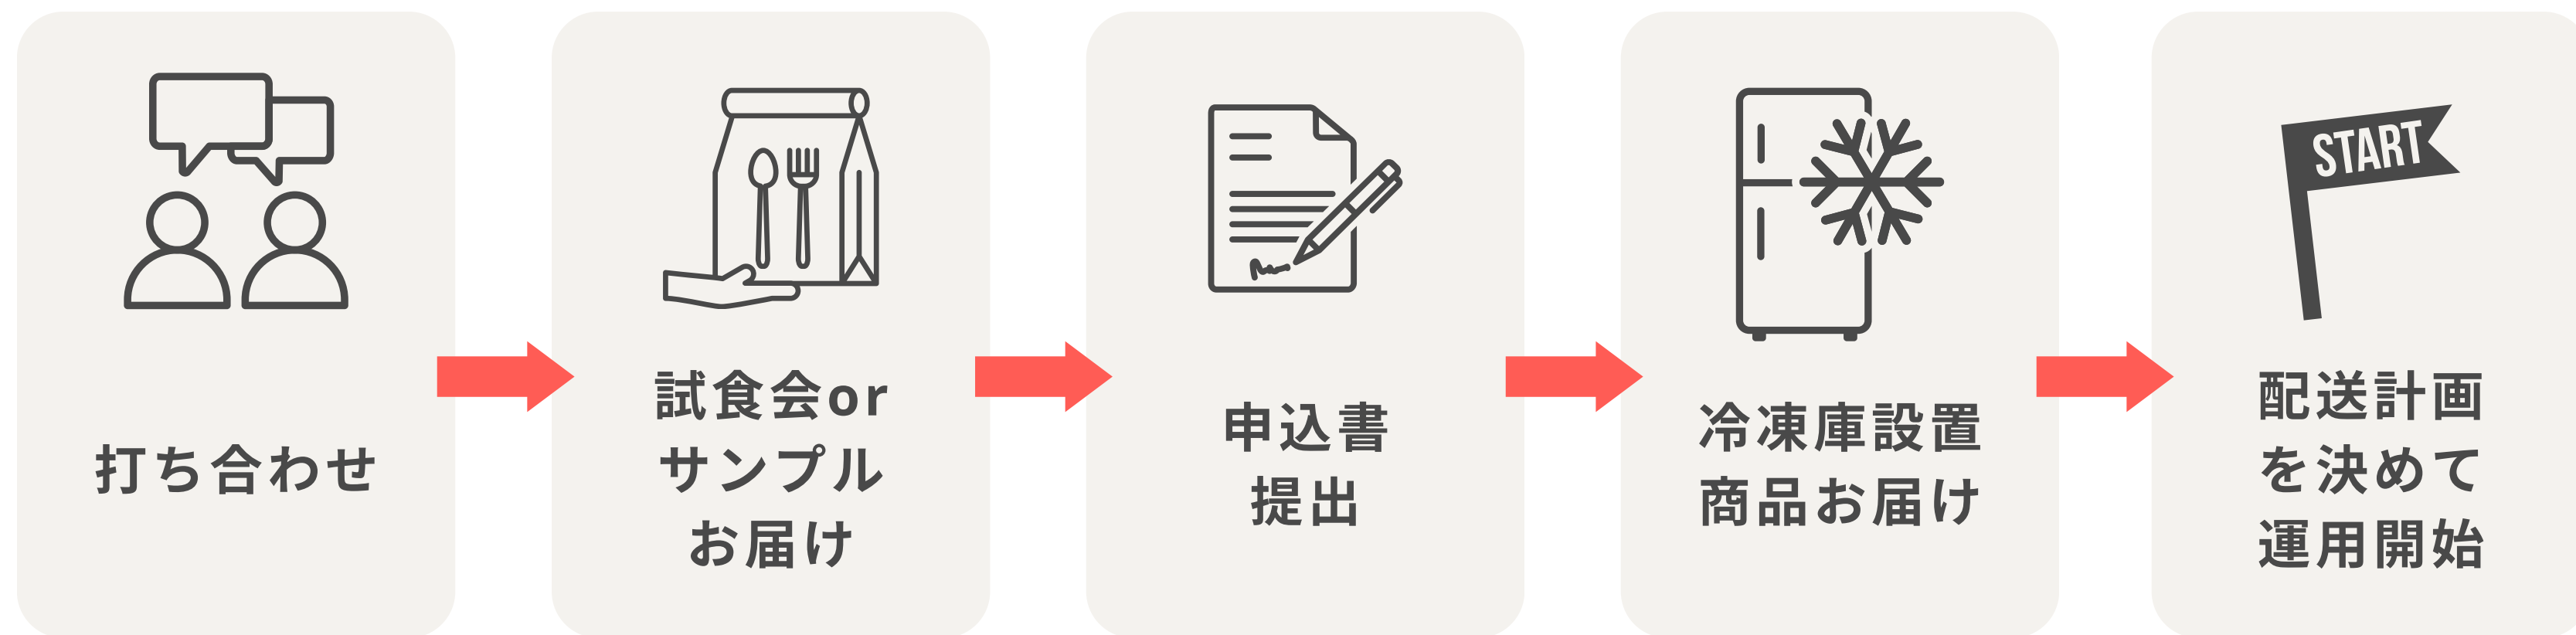 打ち合わせ
試食会or
サンプル
お届け
申込書
提出
冷凍庫設置
商品お届け
START
配送計画
を決めて
運用開始